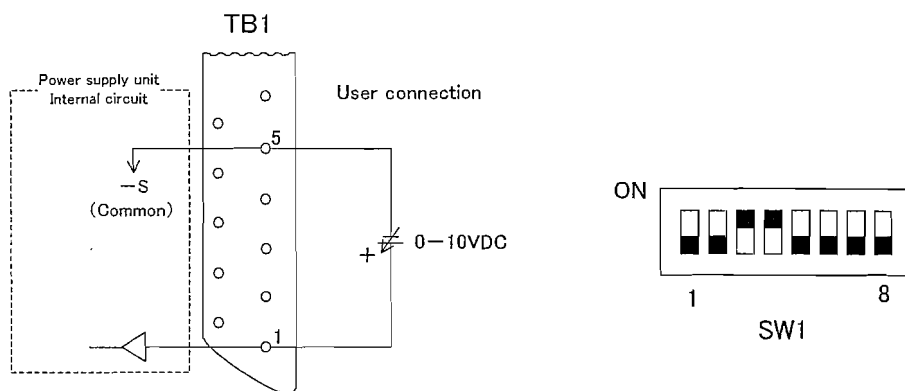 TB1
Power supply unit
Internal circuit
User connection
5
—S
(Common)
+
0—10VDC
1
ON
1
8
SW1